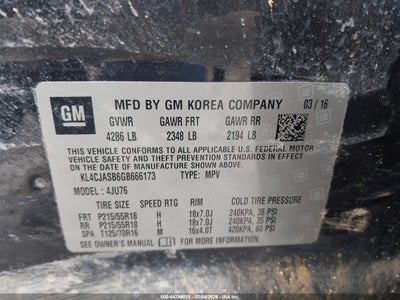 GM
MFD BY GM KOREA COMPANY 03 / 16
GVWR GAWR FRT GAWR RR
4286 LB 2348 LB 2194 LB
THIS VEHICLE CONFORMS TO ALL APPLICABLE U.S. FEDERAL
MOTOR VEHICLE SAFETY, BUMPER, AND THEFT PREVENTION
STANDARDS IN EFFECT ON THE DATE OF MANUFACTURE SHOWN ABOVE.
KL4CJASB6GB666173 TYPE: MPV
MODEL: 4JU76
TIRE SIZE SPEED RTG RIM COLD TIRE PRESSURE
FRT P215/55R18 H 18x7.0J 240KPA, 35 PSI
RR P215/55R18 H 18x7.0J 240KPA, 35 PSI
SPA T125/70R16 M 16x4.0T 420KPA, 60 PSI
SEE OWNER'S MANUAL FOR ADDITIONAL INFORMATION